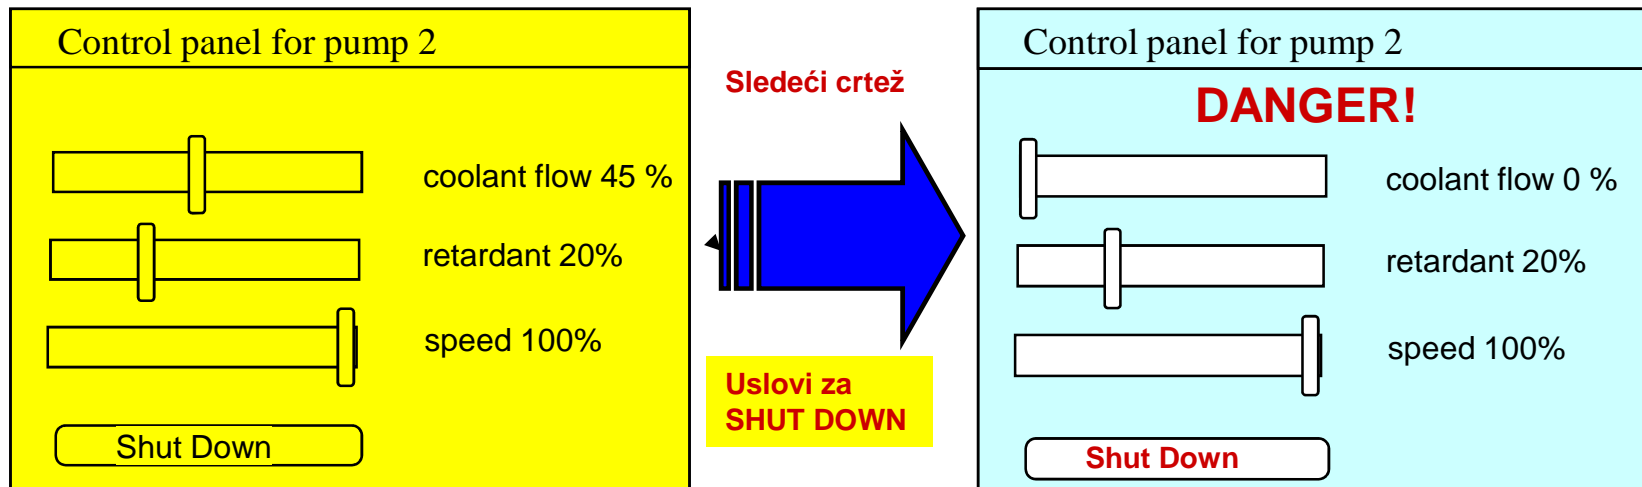 Control panel for pump 2
coolant flow 45 %
retardant 20%
speed 100%
Shut Down
Sledeći crtež
Uslovi za
SHUT DOWN
Control panel for pump 2
DANGER!
coolant flow 0 %
retardant 20%
speed 100%
Shut Down